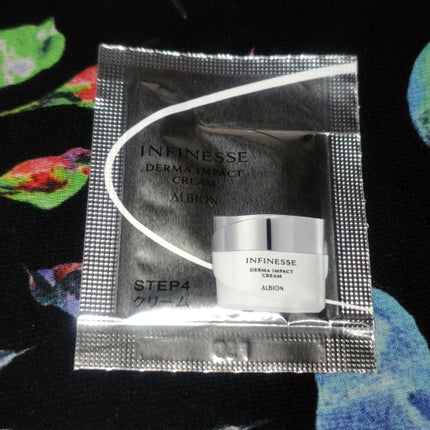 INFINESSE
DERMA IMPACT
CREAM
ALBION
STEP4
クリーム
INFINESSE
DERMA IMPACT
CREAM
ALBION